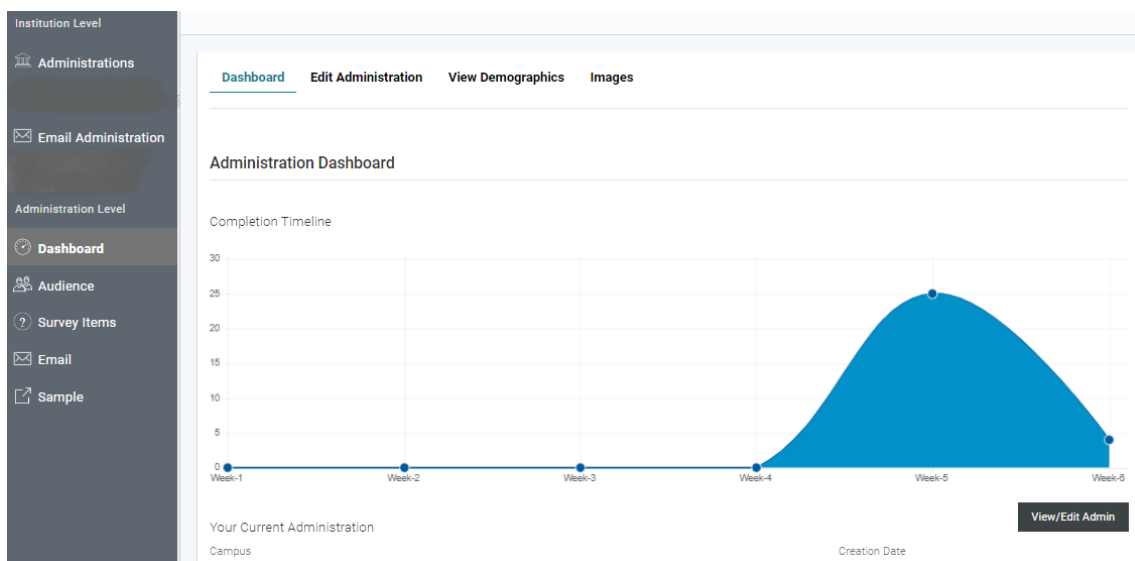 Institution Level
Administrations
Email Administration
Administration Level
Dashboard
Audience
Survey Items
Email
Sample
Dashboard Edit Administration View Demographics Images
Administration Dashboard
Completion Timeline
30
25
20
15
10
5
0
Week-1 Week-2 Week-3 Week-4 Week-5 Week-6
View/Edit Admin
Your Current Administration
Campus Creation Date